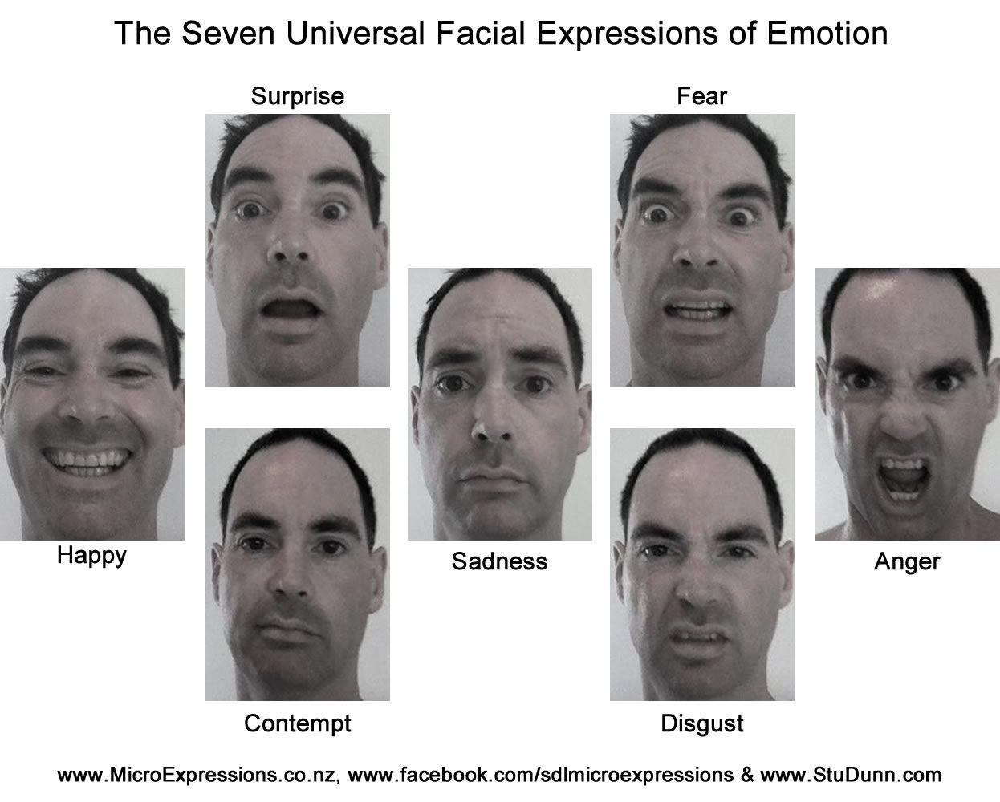 The Seven Universal Facial Expressions of Emotion
Surprise
Fear
Happy
Sadness
Anger
Contempt
Disgust
www.MicroExpressions.co.nz, www.facebook.com/sdlmicroexpressions & www.StuDunn.com